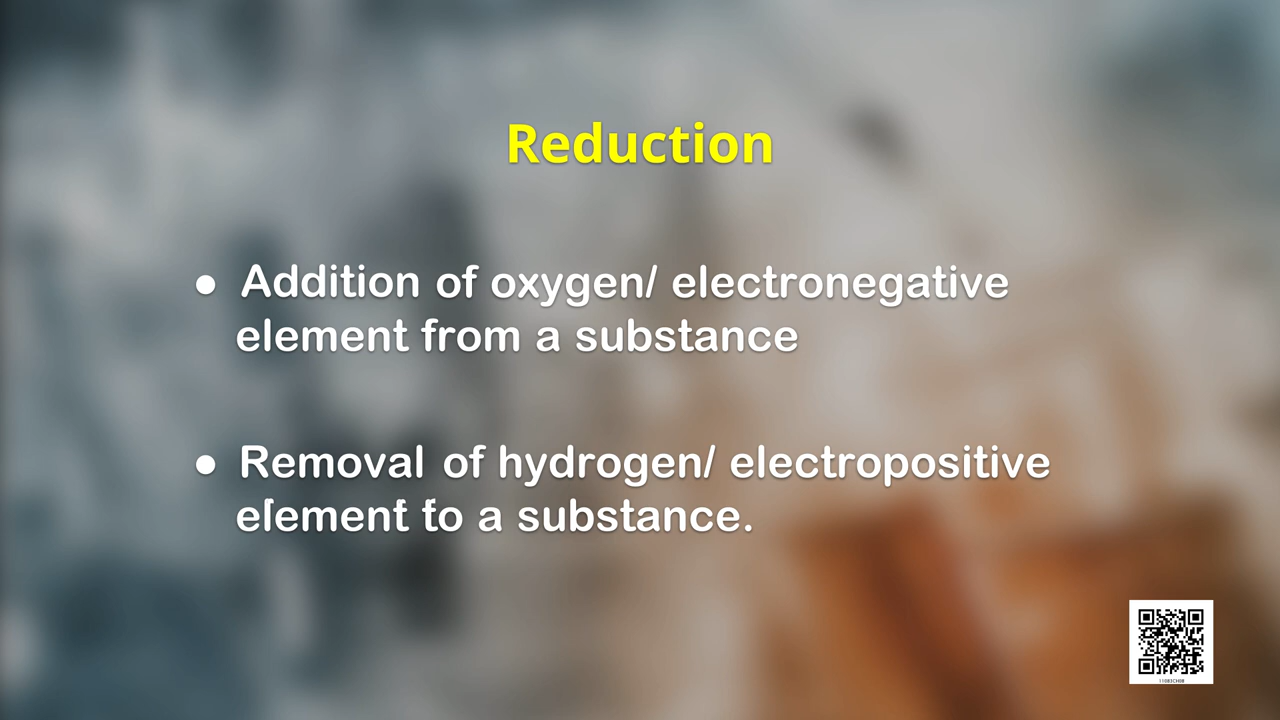 Reduction
● Addition of oxygen/ electronegative
element from a substance
● Removal of hydrogen/ electropositive
element to a substance.